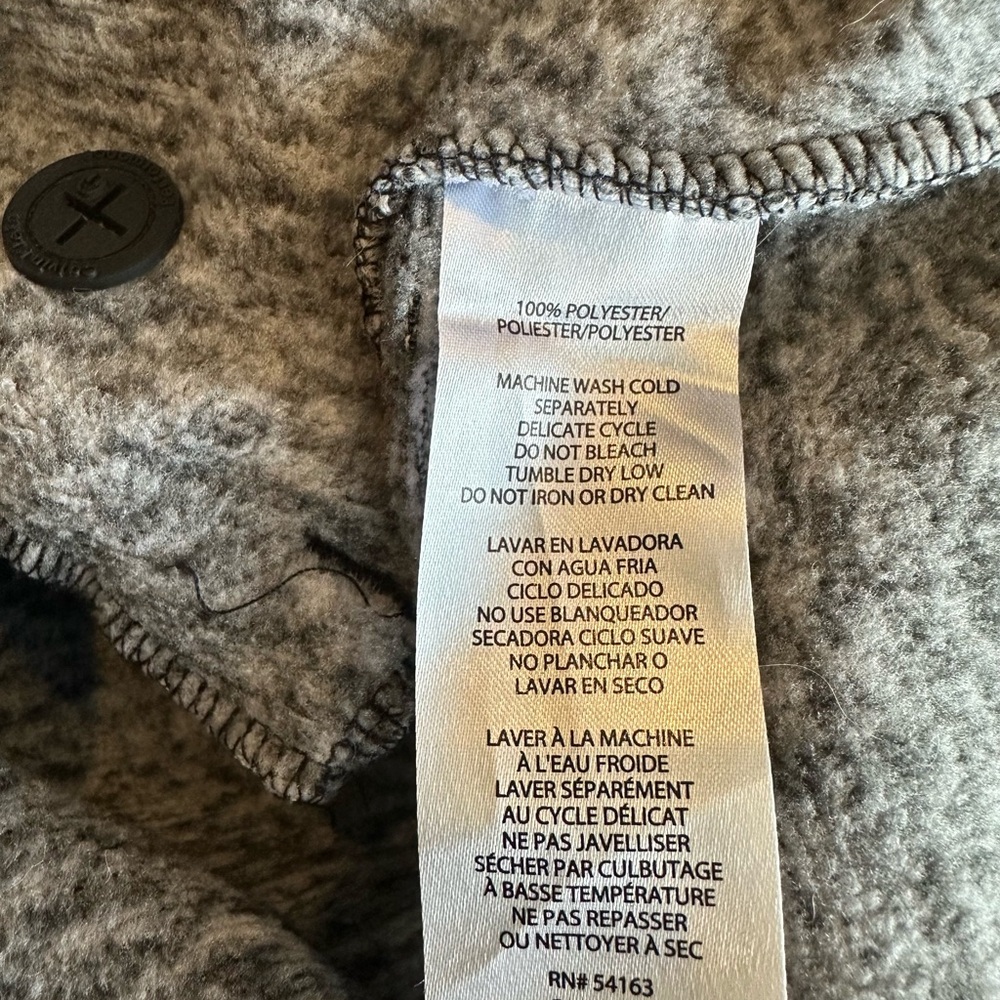 100% POLYESTER/
POLIESTER/POLYESTER
MACHINE WASH COLD
SEPARATELY
DELICATE CYCLE
DO NOT BLEACH
TUMBLE DRY LOW
DO NOT IRON OR DRY CLEAN
LAVAR EN LAVADORA
CON AGUA FRIA
CICLO DELICADO
NO USE BLANQUEADOR
SECADORA CICLO SUAVE
NO PLANCHAR O
LAVAR EN SECO
LAVER À LA MACHINE
À L'EAU FROIDE
LAVER SÉPARÉMENT
AU CYCLE DÉLICAT
NE PAS JAVELLISER
SÉCHER PAR CULBUTAGE
À BASSE TEMPÉRATURE
NE PAS REPASSER
OU NETTOYER À SEC
RN# 54163